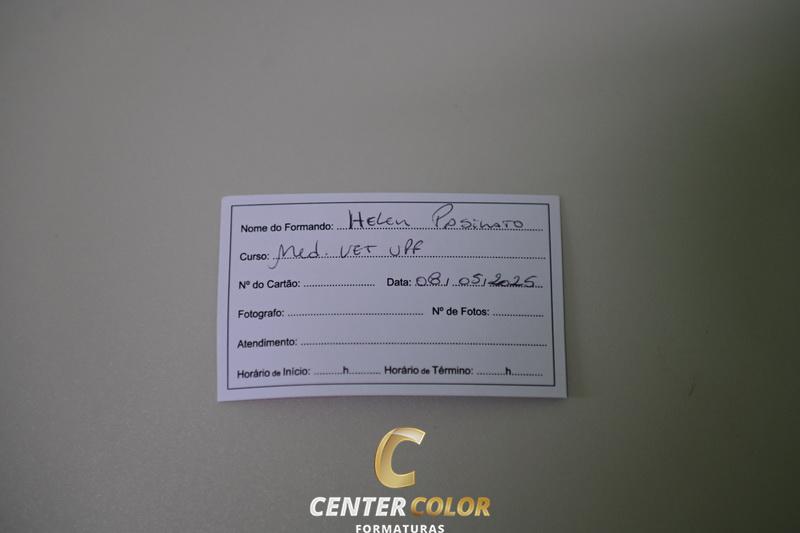 Nome do Formando: Helen Pasinato
Curso: Med. VET UPF
Nº do Cartão: ....................... Data: 08/05/2025
Fotografo: ........................................... Nº de Fotos: ................
Atendimento: ................................................................................
Horário de Início: .........h.......... Horário de Término: .........h..........
CENTER COLOR
FORMATURAS